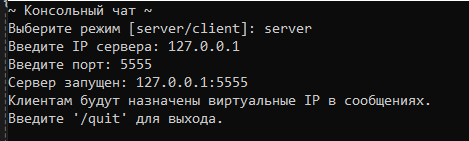 ~ Консольный чат ~
Выберите режим [server/client]: server
Введите IP сервера: 127.0.0.1
Введите порт: 5555
Сервер запущен: 127.0.0.1:5555
Клиентам будут назначены виртуальные IP в сообщениях.
Введите '/quit' для выхода.